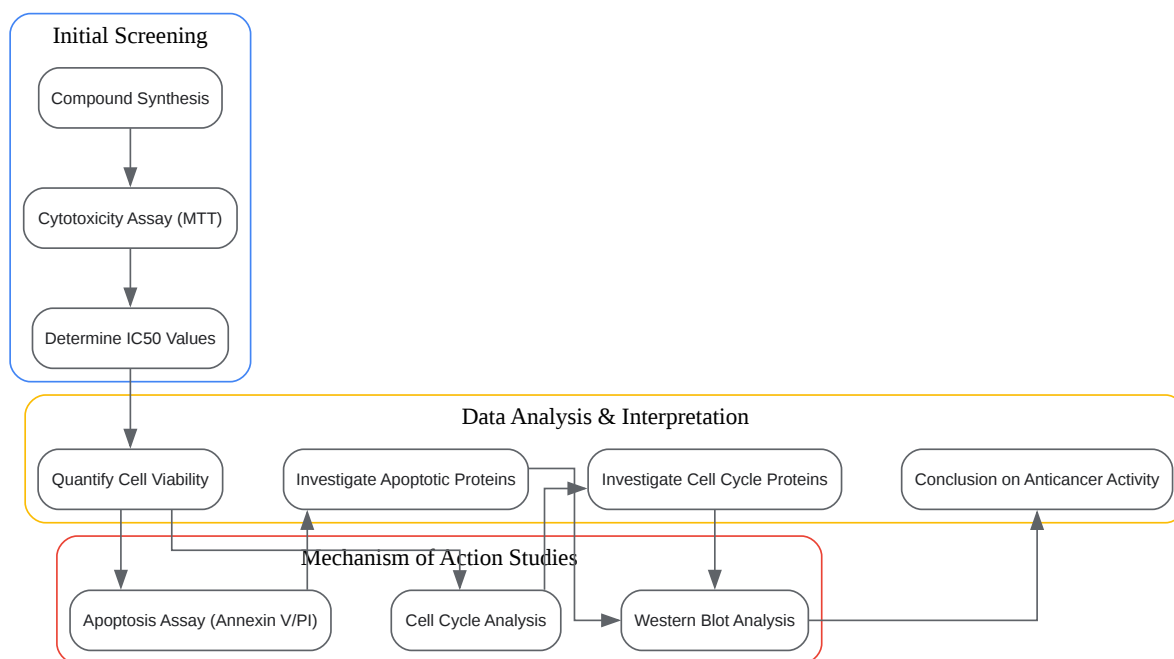 Initial Screening
Compound Synthesis
Cytotoxicity Assay (MTT)
Determine IC50 Values
Data Analysis & Interpretation
Quantify Cell Viability
Investigate Apoptotic Proteins
Investigate Cell Cycle Proteins
Conclusion on Anticancer Activity
Mechanism of Action Studies
Apoptosis Assay (Annexin V/PI)
Cell Cycle Analysis
Western Blot Analysis